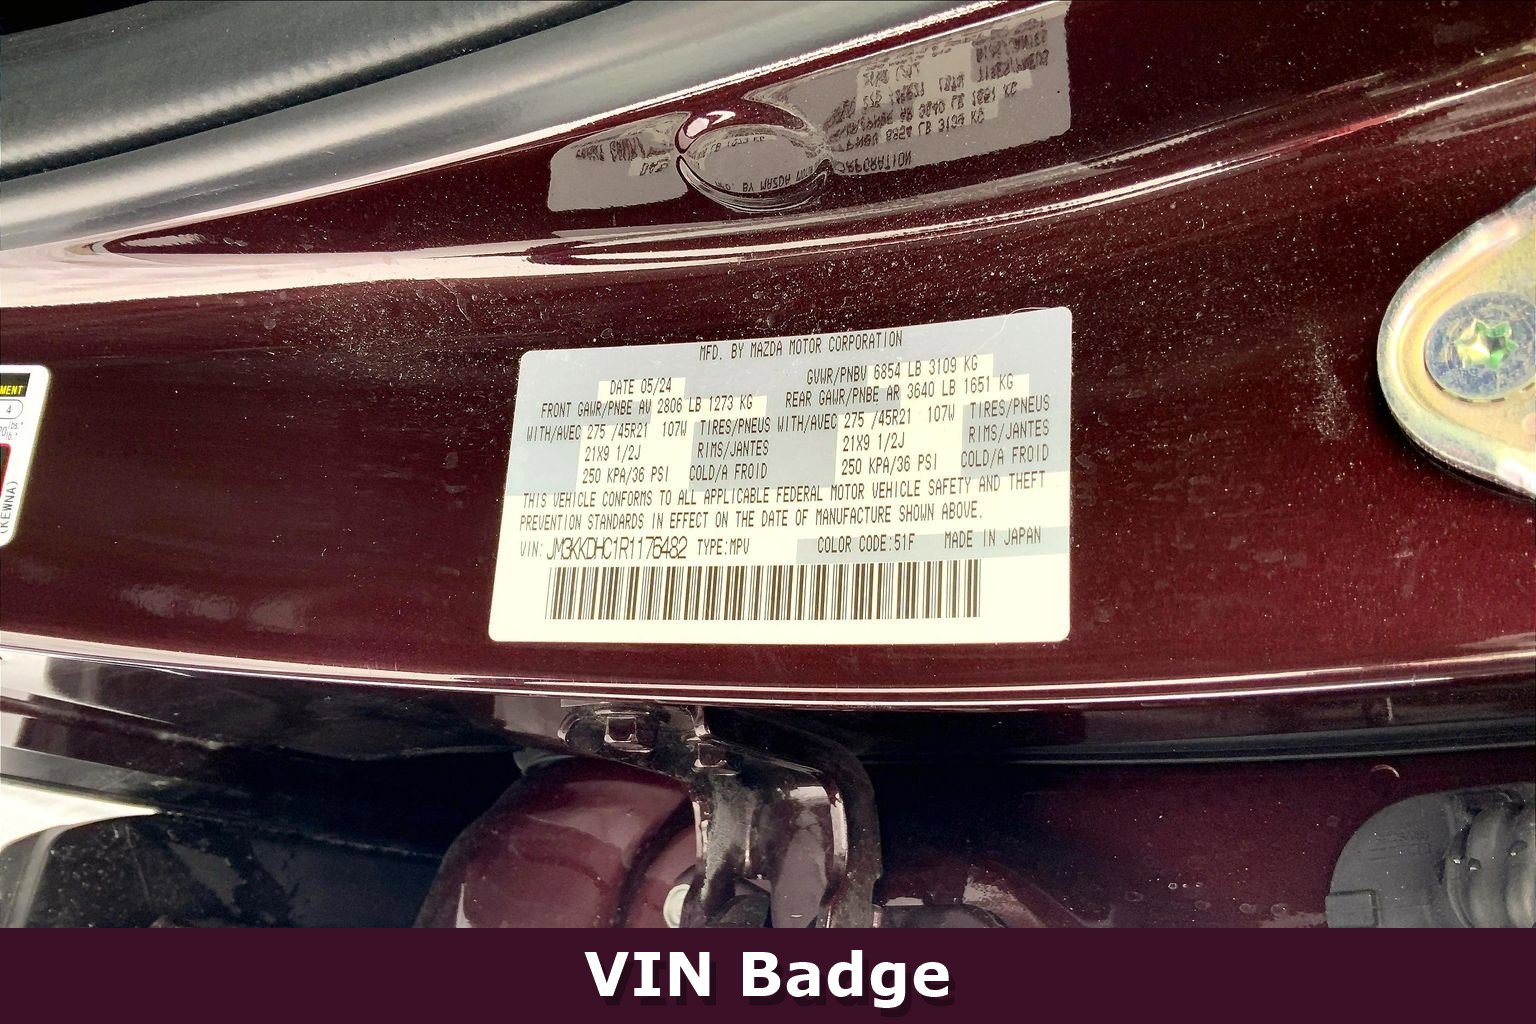 MFD. BY MAZDA MOTOR CORPORATION
DATE 05/24 GVWR/PNBV 6854 LB 3109 KG
FRONT GAWR/PNBE AV 2806 LB 1273 KG REAR GAWR/PNBE AR 3640 LB 1651 KG
WITH/AVEC 275 /45R21 107W TIRES/PNEUS WITH/AVEC 275 /45R21 107W TIRES/PNEUS
21X9 1/2J RIMS/JANTES 21X9 1/2J RIMS/JANTES
250 KPA/36 PSI COLD/A FROID 250 KPA/36 PSI COLD/A FROID
THIS VEHICLE CONFORMS TO ALL APPLICABLE FEDERAL MOTOR VEHICLE SAFETY AND THEFT
PREVENTION STANDARDS IN EFFECT ON THE DATE OF MANUFACTURE SHOWN ABOVE.
VIN: JM3KKDHC1R1176482 TYPE:MPV COLOR CODE:51F MADE IN JAPAN
(KEWNA)
VIN Badge